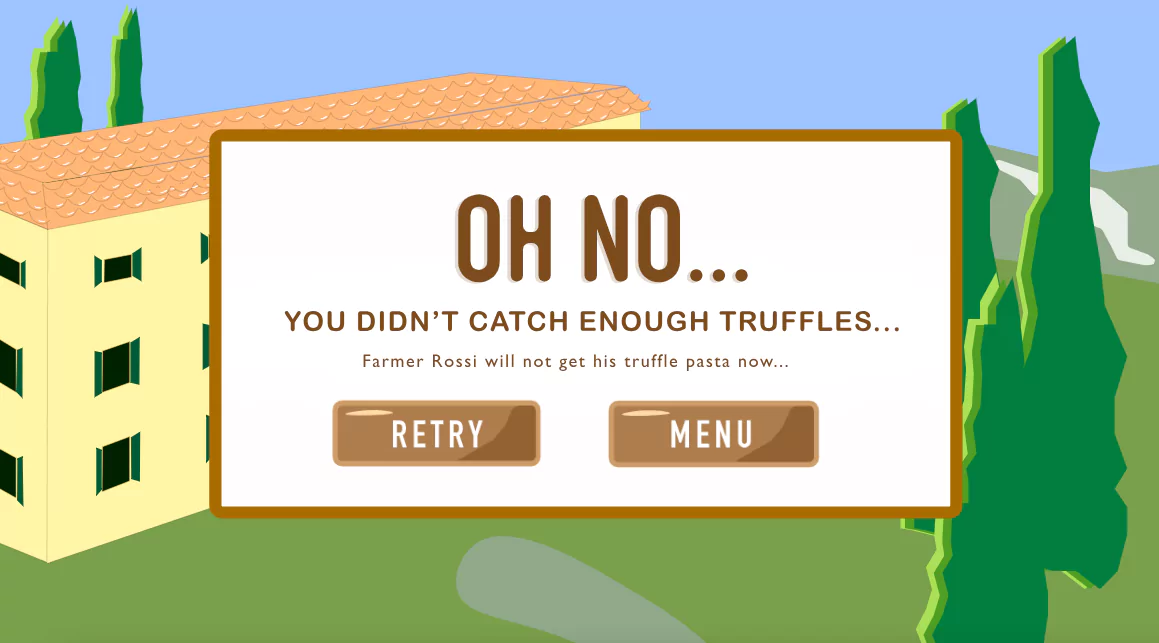 OH NO...
YOU DIDN’T CATCH ENOUGH TRUFFLES...
Farmer Rossi will not get his truffle pasta now...
RETRY
MENU